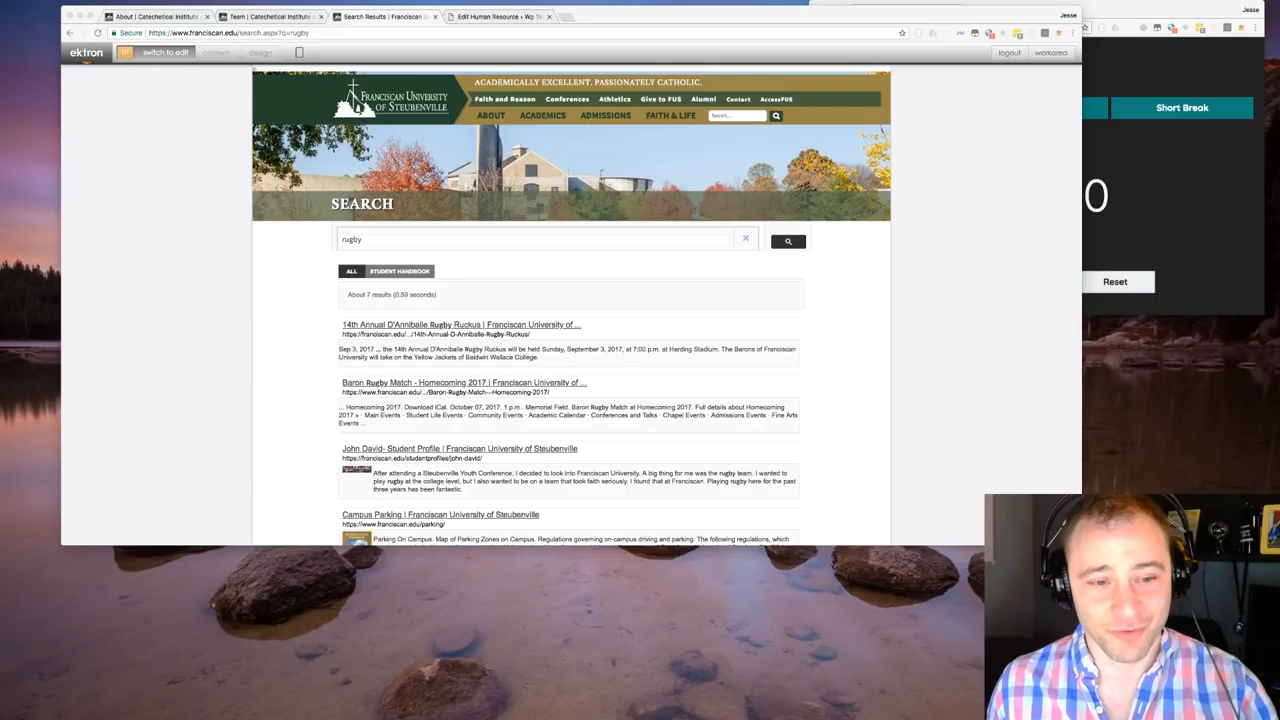 About | Catechetical Institute
Team | Catechetical Institute
Search Results | Franciscan U
Edit Human Resource ‹ Wp Te
Jesse
Jesse
Secure
https://www.franciscan.edu/search.aspx?q=rugby
ektron
switch to edit
content
design
logout
workarea
FRANCISCAN UNIVERSITY
OF STEUBENVILLE
ACADEMICALLY EXCELLENT. PASSIONATELY CATHOLIC.
Faith and Reason Conferences Athletics Give to FUS Alumni Contact AccessFUS
ABOUT ACADEMICS ADMISSIONS FAITH & LIFE Search...
SEARCH
rugby
ALL STUDENT HANDBOOK
About 7 results (0.59 seconds)
14th Annual D'Anniballe Rugby Ruckus | Franciscan University of ...
https://franciscan.edu/.../14th-Annual-D-Anniballe-Rugby-Ruckus/
Sep 3, 2017 ... the 14th Annual D'Anniballe Rugby Ruckus will be held Sunday, September 3, 2017, at 7:00 p.m. at Harding Stadium. The Barons of Franciscan
University will take on the Yellow Jackets of Baldwin Wallace College.
Baron Rugby Match - Homecoming 2017 | Franciscan University of ...
https://www.franciscan.edu/.../Baron-Rugby-Match---Homecoming-2017/
... Homecoming 2017. Download iCal. October 07, 2017. 1 p.m.. Memorial Field. Baron Rugby Match at Homecoming 2017. Full details about Homecoming
2017 » · Main Events · Student Life Events · Community Events · Academic Calendar · Conferences and Talks · Chapel Events · Admissions Events · Fine Arts
Events ...
John David- Student Profile | Franciscan University of Steubenville
https://franciscan.edu/studentprofiles/john-david/
After attending a Steubenville Youth Conference, I decided to look into Franciscan University. A big thing for me was the rugby team. I wanted to
play rugby at the college level, but I also wanted to be on a team that took faith seriously. I found that at Franciscan. Playing rugby here for the past
three years has been fantastic.
Campus Parking | Franciscan University of Steubenville
https://www.franciscan.edu/parking/
Parking On Campus. Map of Parking Zones on Campus. Regulations governing on-campus driving and parking. The following regulations, which
Short Break
0
Reset